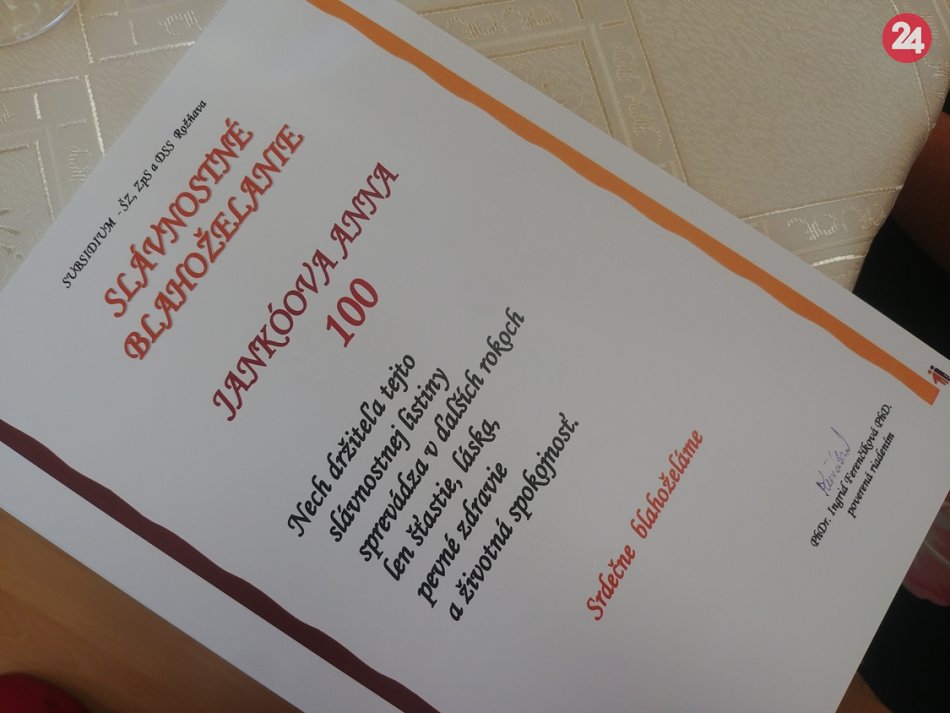 24
SUBSIDIUM - ŠZ, ZpS a DSS Rožňava
SLÁVNOSTNÉ
BLAHOŽELANIE
JANKÓOVA ANNA
100
Nech držiteľa tejto
slávnostnej listiny
sprevádza v ďalších rokoch
len šťastie, láska,
pevné zdravie
a životná spokojnosť.
Srdečne blahoželáme
PhDr. Ingrid Ferenčíková PhD.
poverená riadením